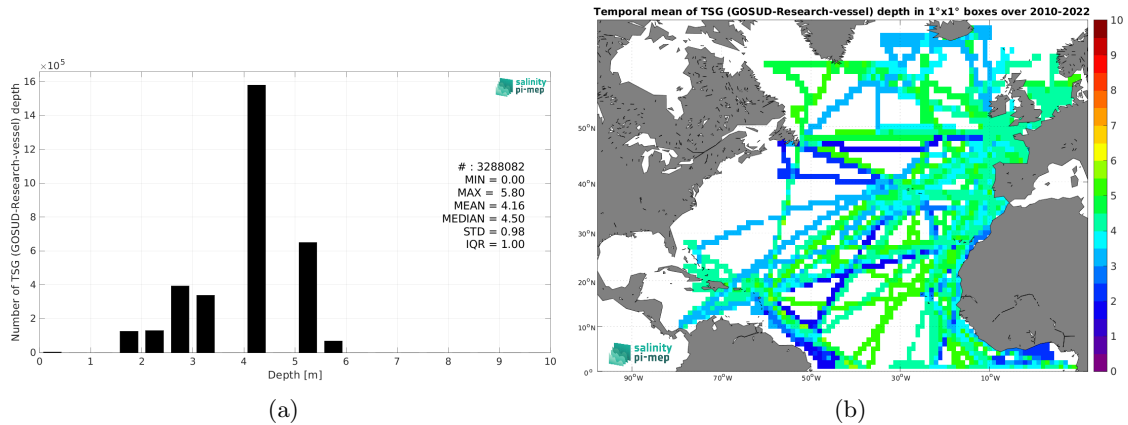 Temporal mean of TSG (GOSUD-Research-vessel) depth in 1°x1° boxes over 2010-2022
×10⁵
Number of TSG (GOSUD-Research-vessel) depth
16
14
12
10
8
6
4
2
0
salinity
pi-mep
# : 3288082
MIN = 0.00
MAX = 5.80
MEAN = 4.16
MEDIAN = 4.50
STD = 0.98
IQR = 1.00
0 1 2 3 4 5 6 7 8 9 10
Depth [m]
(a)
50°N
40°N
30°N
20°N
10°N
0°
salinity
pi-mep
90°W 70°W 50°W 30°W 10°W
10
9
8
7
6
5
4
3
2
1
0
(b)